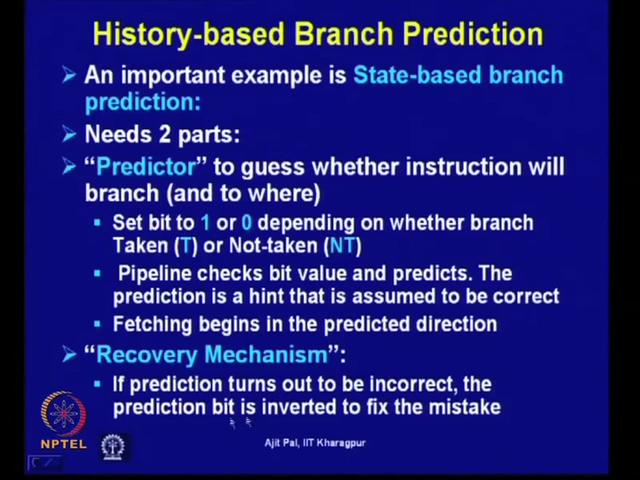 History-based Branch Prediction
An important example is State-based branch
prediction:
Needs 2 parts:
"Predictor" to guess whether instruction will
branch (and to where)
Set bit to 1 or 0 depending on whether branch
Taken (T) or Not-taken (NT)
Pipeline checks bit value and predicts. The
prediction is a hint that is assumed to be correct
Fetching begins in the predicted direction
"Recovery Mechanism":
If prediction turns out to be incorrect, the
prediction bit is inverted to fix the mistake
NPTEL
Ajit Pal, IIT Kharagpur